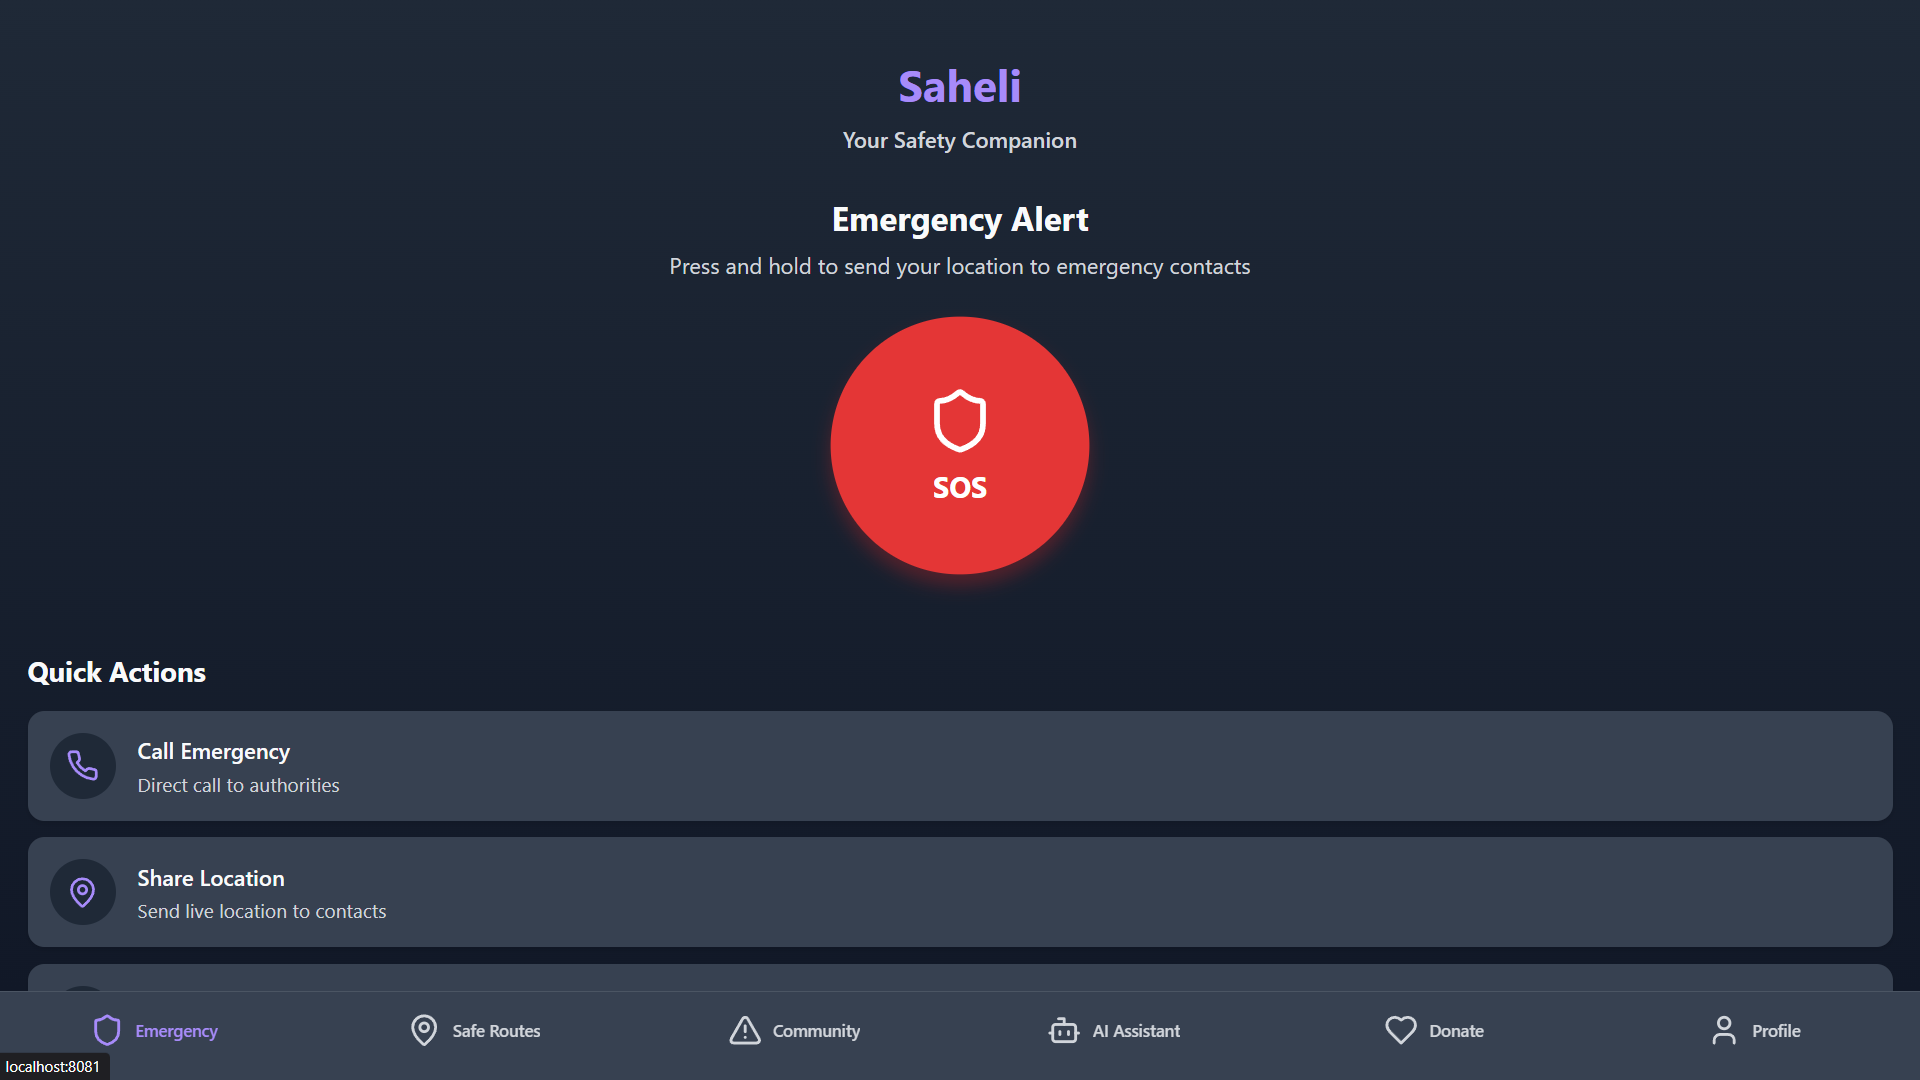 Saheli
Your Safety Companion
Emergency Alert
Press and hold to send your location to emergency contacts
SOS
Quick Actions
Call Emergency
Direct call to authorities
Share Location
Send live location to contacts
Emergency
Safe Routes
Community
AI Assistant
Donate
Profile
localhost:8081